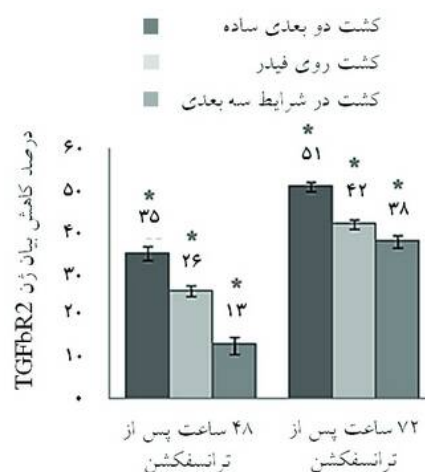 کشت دو بعدی ساده
کشت روی فیدر
کشت در شرایط سه بعدی
درصد کاهش بیان ژن TGFbR2
۶۰
۵۰
۴۰
۳۰
۲۰
۱۰
۰
*
۳۵
*
۲۶
*
۱۳
*
۵۱
*
۴۲
*
۳۸
۴۸ ساعت پس از
ترانسفکشن
۷۲ ساعت پس از
ترانسفکشن